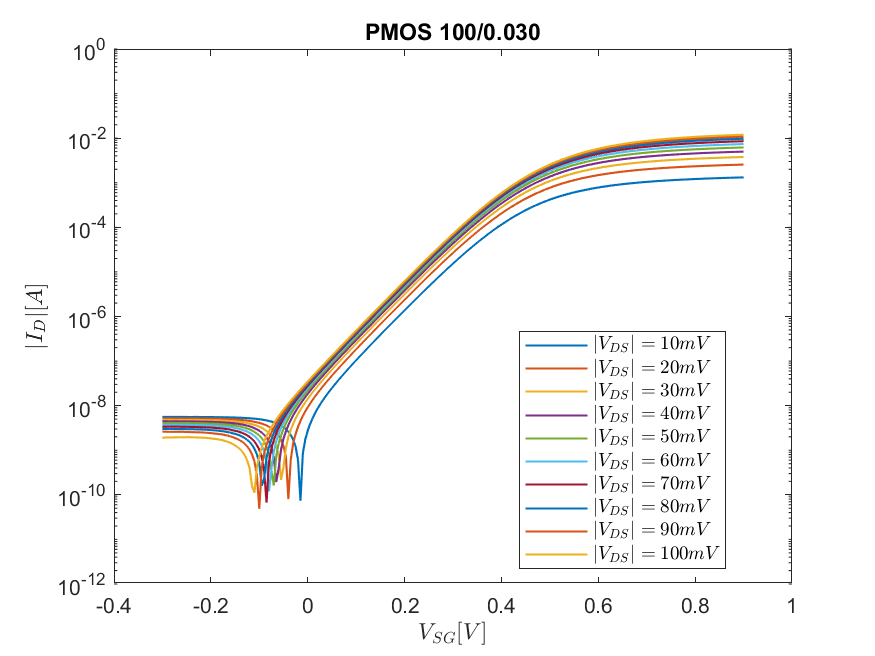 PMOS 100/0.030
10^0
10^-2
10^-4
10^-6
10^-8
10^-10
10^-12
|I_D|[A]
-0.4 -0.2 0 0.2 0.4 0.6 0.8 1
V_SG[V]
|V_DS| = 10mV
|V_DS| = 20mV
|V_DS| = 30mV
|V_DS| = 40mV
|V_DS| = 50mV
|V_DS| = 60mV
|V_DS| = 70mV
|V_DS| = 80mV
|V_DS| = 90mV
|V_DS| = 100mV